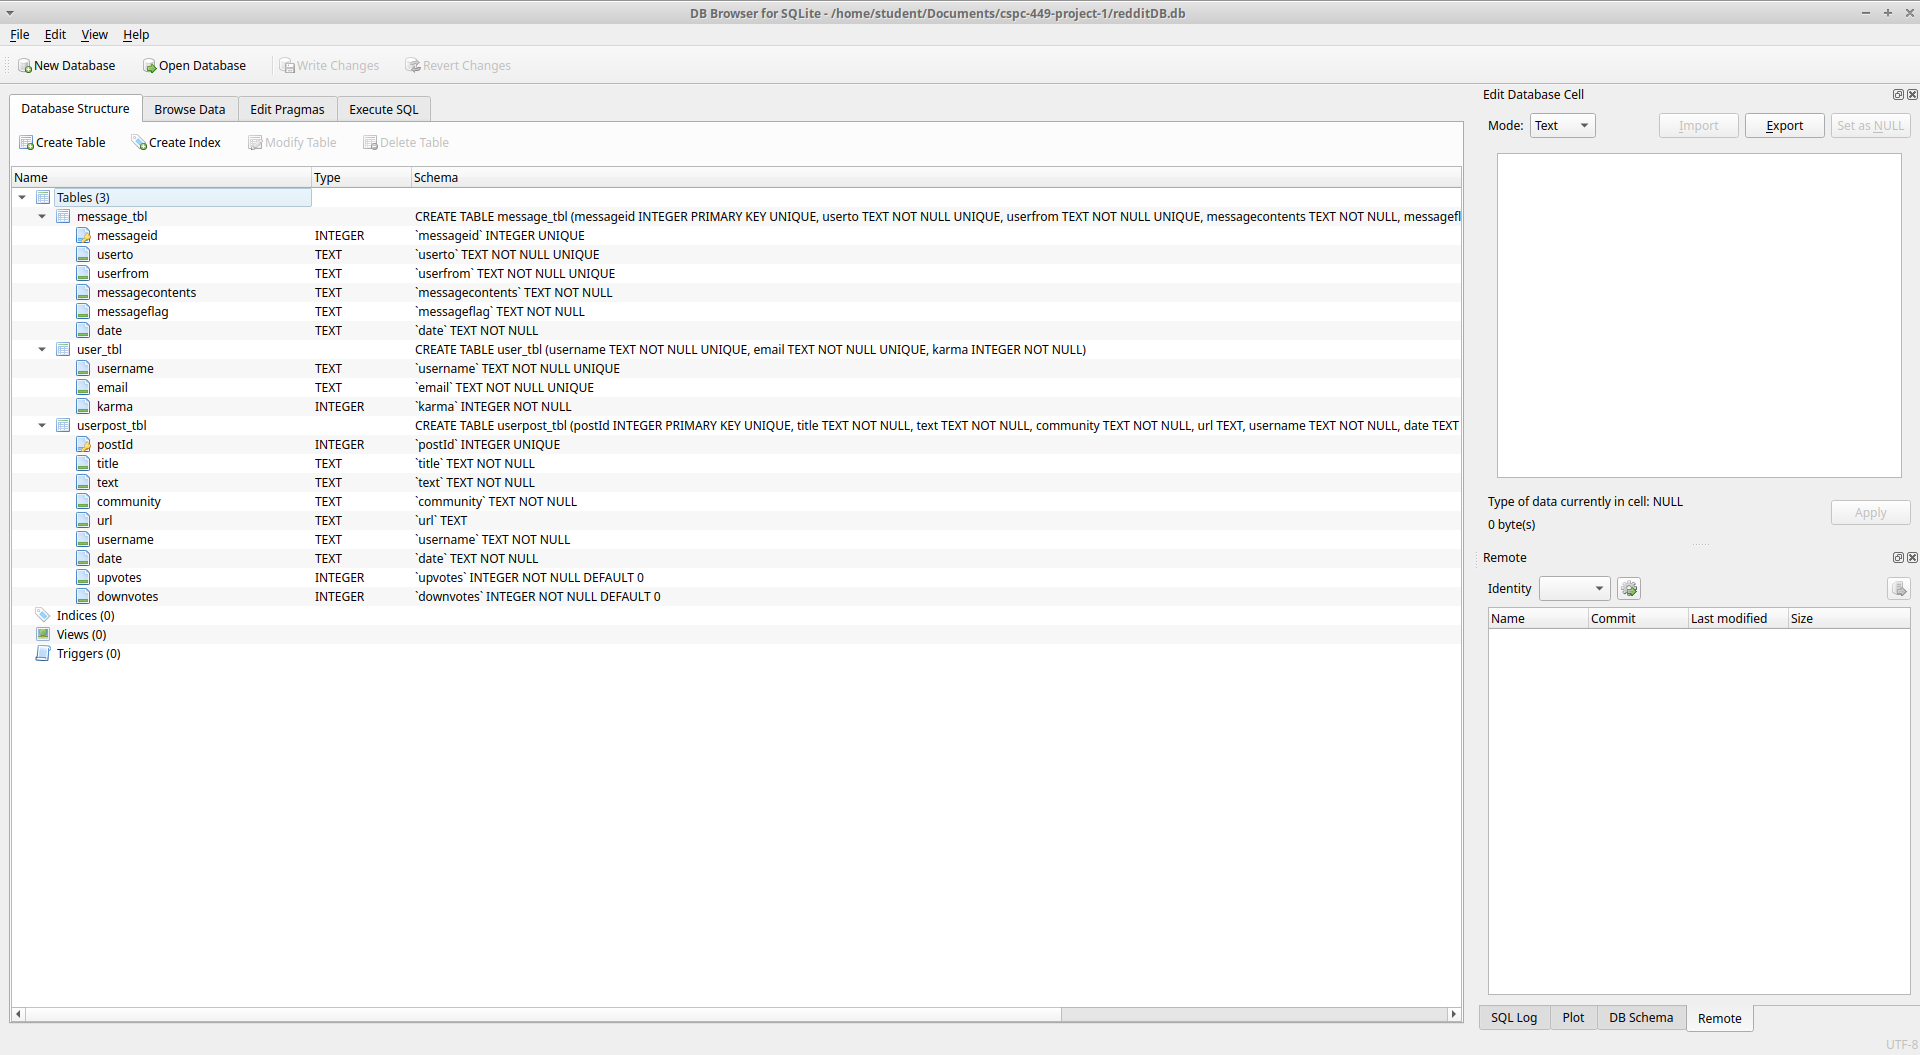 DB Browser for SQLite - /home/student/Documents/cspc-449-project-1/redditDB.db
File Edit View Help
New Database Open Database Write Changes Revert Changes
Database Structure Browse Data Edit Pragmas Execute SQL
Create Table Create Index Modify Table Delete Table
Name Type Schema
Tables (3)
message_tbl CREATE TABLE message_tbl (messageid INTEGER PRIMARY KEY UNIQUE, userto TEXT NOT NULL UNIQUE, userfrom TEXT NOT NULL UNIQUE, messagecontents TEXT NOT NULL, messagefl
messageid INTEGER `messageid` INTEGER UNIQUE
userto TEXT `userto` TEXT NOT NULL UNIQUE
userfrom TEXT `userfrom` TEXT NOT NULL UNIQUE
messagecontents TEXT `messagecontents` TEXT NOT NULL
messageflag TEXT `messageflag` TEXT NOT NULL
date TEXT `date` TEXT NOT NULL
user_tbl CREATE TABLE user_tbl (username TEXT NOT NULL UNIQUE, email TEXT NOT NULL UNIQUE, karma INTEGER NOT NULL)
username TEXT `username` TEXT NOT NULL UNIQUE
email TEXT `email` TEXT NOT NULL UNIQUE
karma INTEGER `karma` INTEGER NOT NULL
userpost_tbl CREATE TABLE userpost_tbl (postId INTEGER PRIMARY KEY UNIQUE, title TEXT NOT NULL, text TEXT NOT NULL, community TEXT NOT NULL, url TEXT, username TEXT NOT NULL, date TEXT
postId INTEGER `postId` INTEGER UNIQUE
title TEXT `title` TEXT NOT NULL
text TEXT `text` TEXT NOT NULL
community TEXT `community` TEXT NOT NULL
url TEXT `url` TEXT
username TEXT `username` TEXT NOT NULL
date TEXT `date` TEXT NOT NULL
upvotes INTEGER `upvotes` INTEGER NOT NULL DEFAULT 0
downvotes INTEGER `downvotes` INTEGER NOT NULL DEFAULT 0
Indices (0)
Views (0)
Triggers (0)
Edit Database Cell
Mode: Text Import Export Set as NULL
Type of data currently in cell: NULL
0 byte(s)
Apply
Remote
Identity
Name Commit Last modified Size
SQL Log Plot DB Schema Remote
UTF-8